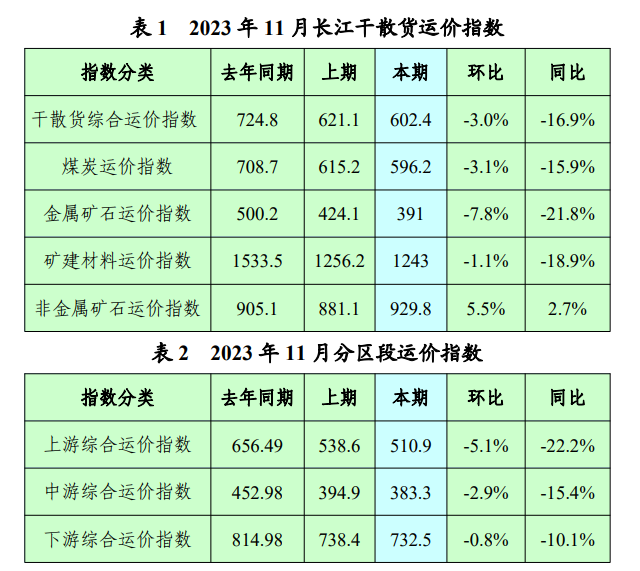 表 1 2023 年 11 月长江干散货运价指数
指数分类 去年同期 上期 本期 环比 同比
干散货综合运价指数 724.8 621.1 602.4 -3.0% -16.9%
煤炭运价指数 708.7 615.2 596.2 -3.1% -15.9%
金属矿石运价指数 500.2 424.1 391 -7.8% -21.8%
矿建材料运价指数 1533.5 1256.2 1243 -1.1% -18.9%
非金属矿石运价指数 905.1 881.1 929.8 5.5% 2.7%
表 2 2023 年 11 月分区段运价指数
指数分类 去年同期 上期 本期 环比 同比
上游综合运价指数 656.49 538.6 510.9 -5.1% -22.2%
中游综合运价指数 452.98 394.9 383.3 -2.9% -15.4%
下游综合运价指数 814.98 738.4 732.5 -0.8% -10.1%